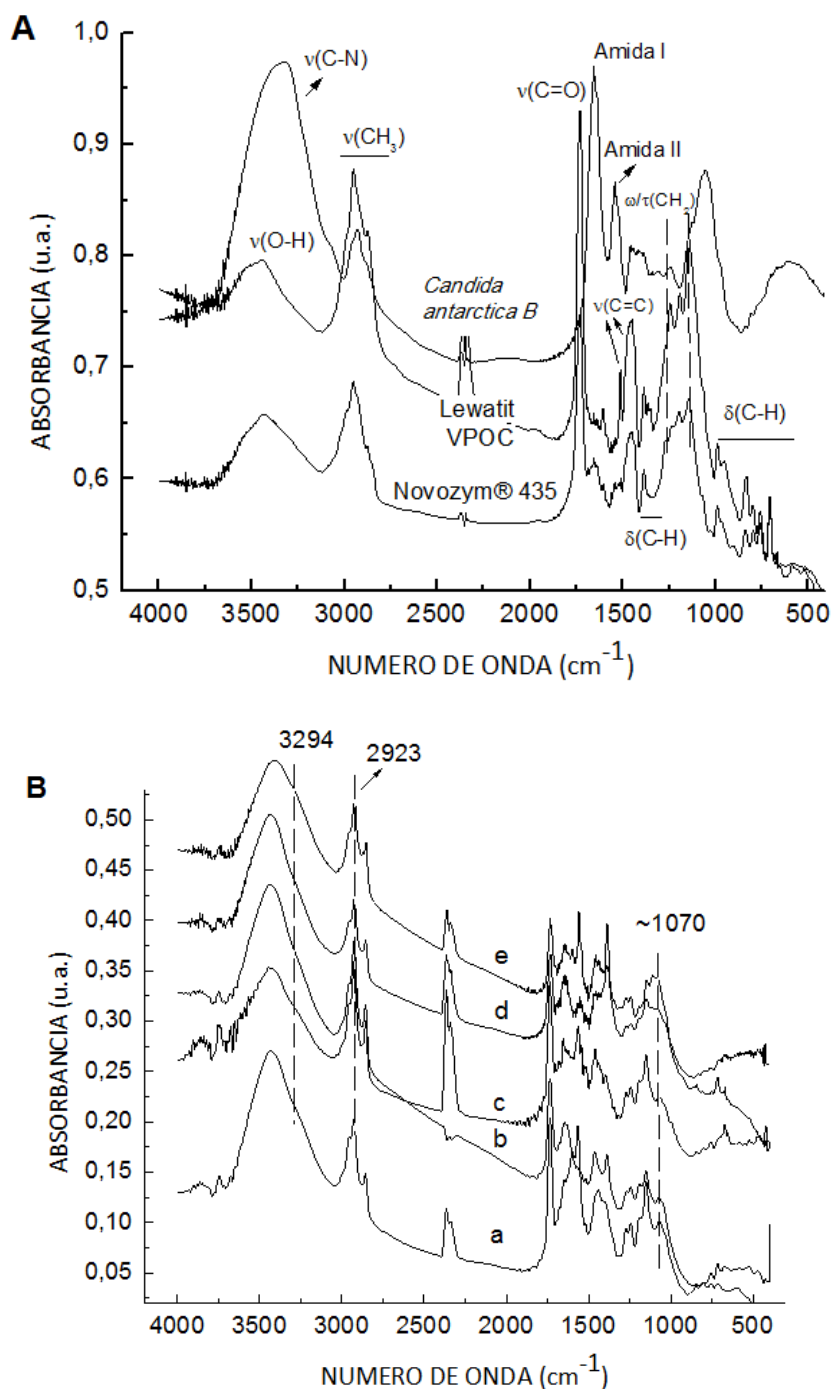 A
1,0
0,9
0,8
0,7
0,6
0,5
ABSORBANCIA (u.a.)
ν(C-N)
ν(O-H)
ν(CH3)
Candida
antarctica B
Lewatit
VPOC
Novozym® 435
ν(C=O)
Amida I
Amida II
ω/τ(CH2)
ν(C=C)
δ(C-H)
δ(C-H)
4000 3500 3000 2500 2000 1500 1000 500
NUMERO DE ONDA (cm-1)
B
0,50
0,45
0,40
0,35
0,30
0,25
0,20
0,15
0,10
0,05
ABSORBANCIA (u.a.)
3294
2923
~1070
e
d
c
b
a
4000 3500 3000 2500 2000 1500 1000 500
NUMERO DE ONDA (cm-1)